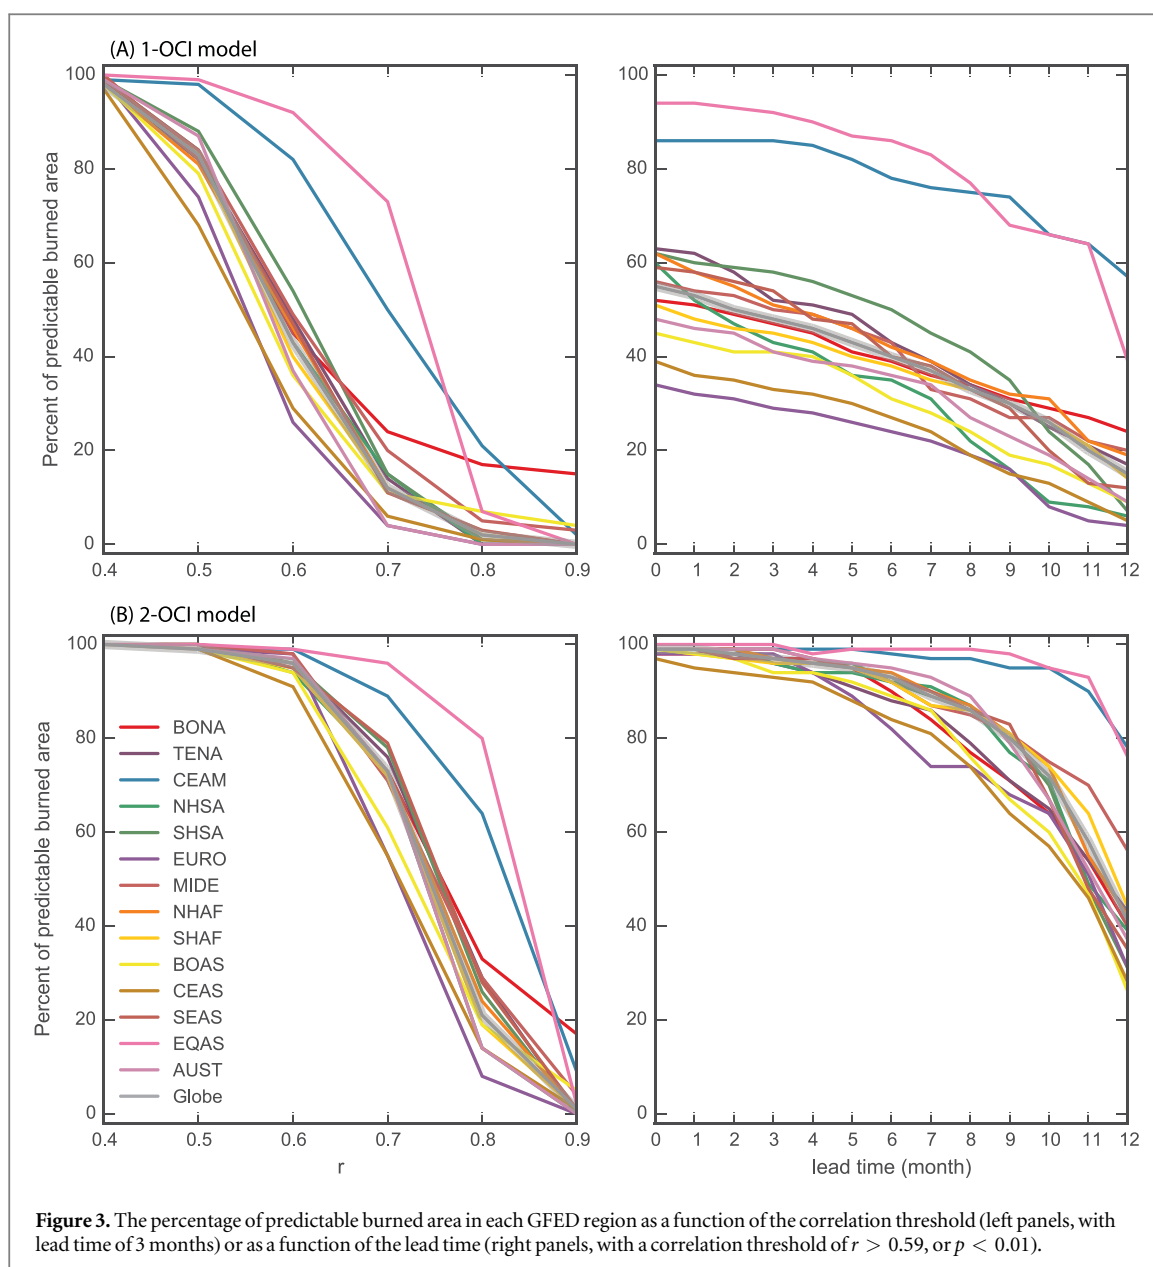 (A) 1-OCI model
Percent of predictable burned area
100
80
60
40
20
0
0.4 0.5 0.6 0.7 0.8 0.9
100
80
60
40
20
0
0 1 2 3 4 5 6 7 8 9 10 11 12
(B) 2-OCI model
Percent of predictable burned area
100
80
60
40
20
0
BONA
TENA
CEAM
NHSA
SHSA
EURO
MIDE
NHAF
SHAF
BOAS
CEAS
SEAS
EQAS
AUST
Globe
0.4 0.5 0.6 0.7 0.8 0.9
r
100
80
60
40
20
0
0 1 2 3 4 5 6 7 8 9 10 11 12
lead time (month)
Figure 3. The percentage of predictable burned area in each GFED region as a function of the correlation threshold (left panels, with
lead time of 3 months) or as a function of the lead time (right panels, with a correlation threshold of r > 0.59, or p < 0.01).